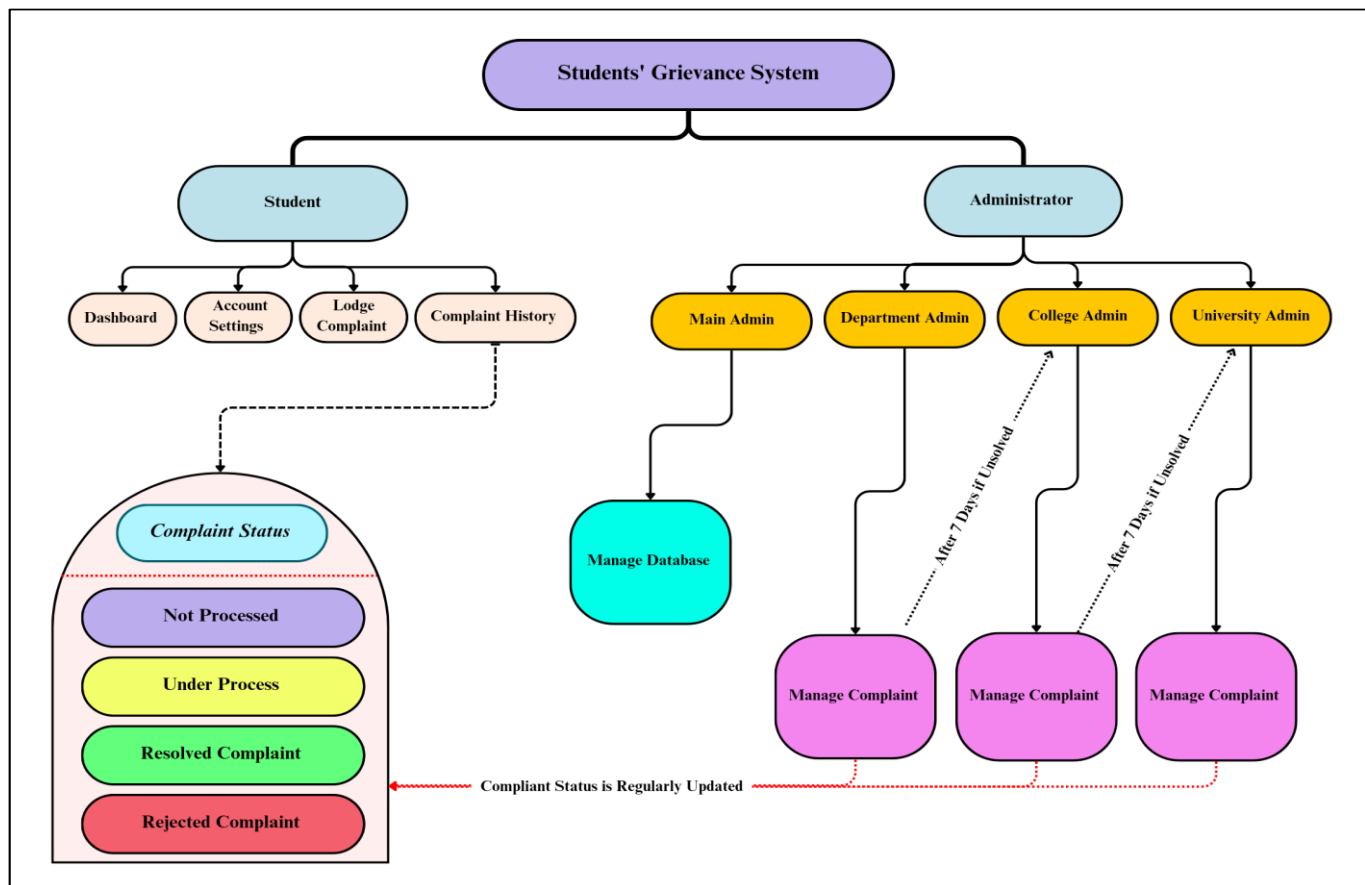 Students' Grievance System
Student
Administrator
Dashboard
Account
Settings
Lodge
Complaint
Complaint History
Main Admin
Department Admin
College Admin
University Admin
After 7 Days if Unsolved
After 7 Days if Unsolved
Complaint Status
Manage Database
Not Processed
Under Process
Resolved Complaint
Rejected Complaint
Manage Complaint
Manage Complaint
Manage Complaint
Compliant Status is Regularly Updated